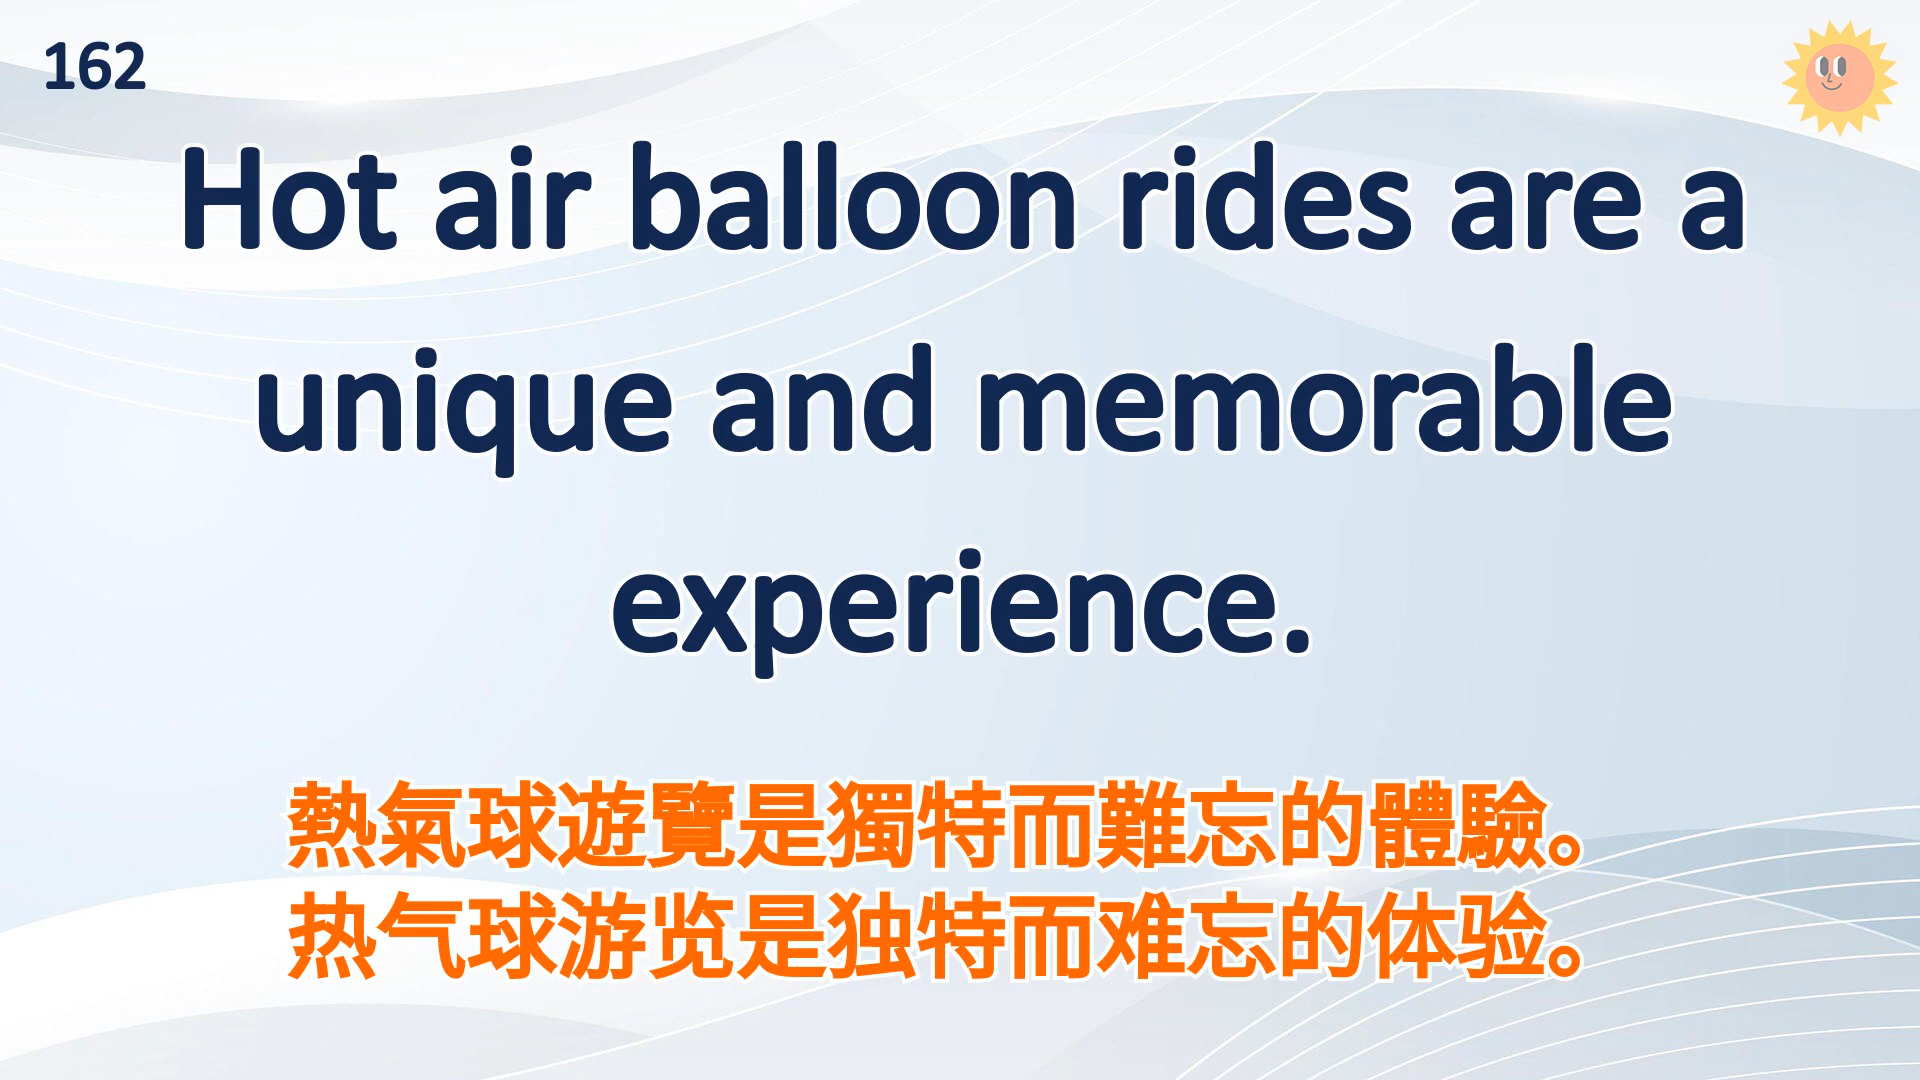 162
Hot air balloon rides are a
unique and memorable
experience.
熱氣球遊覽是獨特而難忘的體驗。
热气球游览是独特而难忘的体验。